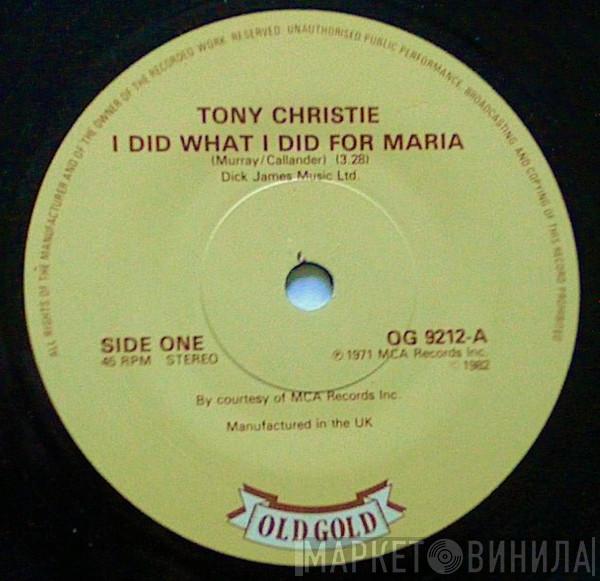 ALL RIGHTS OF THE MANUFACTURER AND OF THE OWNER OF THE RECORDED WORK RESERVED. UNAUTHORISED PUBLIC PERFORMANCE, BROADCASTING AND COPYING OF THIS RECORD PROHIBITED
TONY CHRISTIE
I DID WHAT I DID FOR MARIA
(Murray/Callander) (3.28)
Dick James Music Ltd.
SIDE ONE
45 RPM STEREO
OG 9212-A
℗ 1971 MCA Records Inc.
© 1982
By courtesy of MCA Records Inc.
Manufactured in the UK
OLD GOLD
МАРКЕТ ВИНИЛА